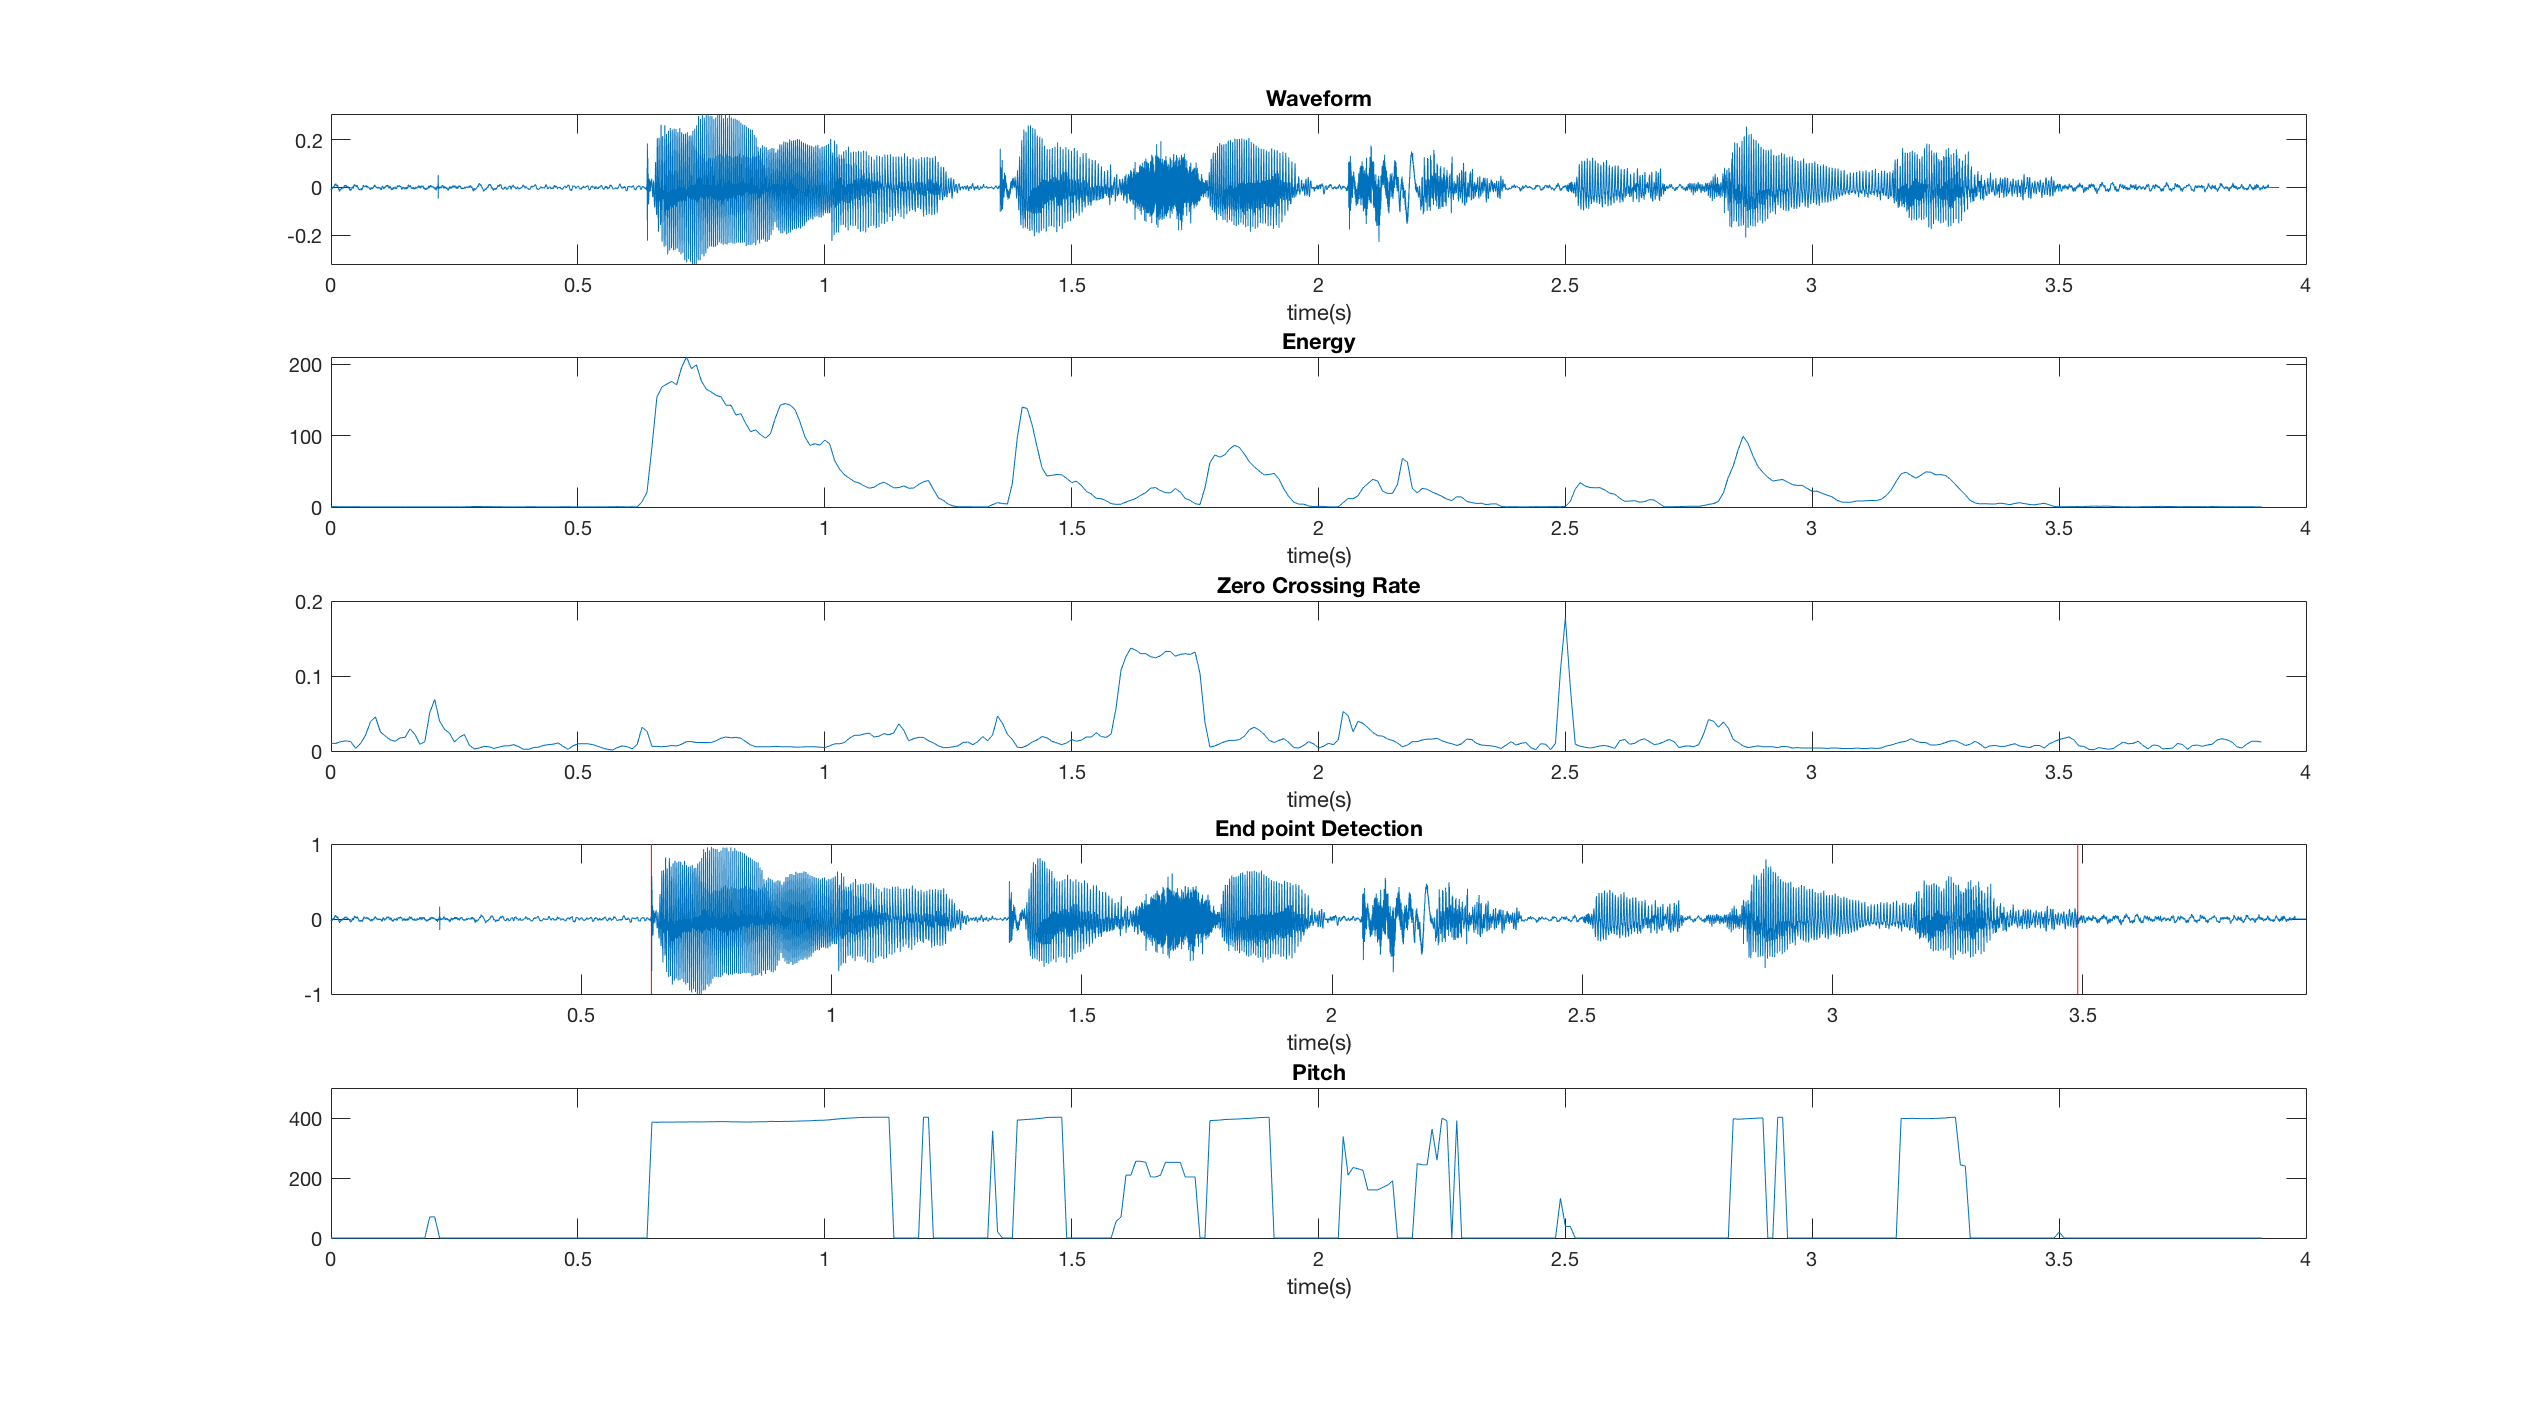 Waveform
0.2
0
-0.2
0 0.5 1 1.5 2 2.5 3 3.5 4
time(s)
Energy
200
100
0
0 0.5 1 1.5 2 2.5 3 3.5 4
time(s)
Zero Crossing Rate
0.2
0.1
0
0 0.5 1 1.5 2 2.5 3 3.5 4
time(s)
End point Detection
1
0
-1
0.5 1 1.5 2 2.5 3 3.5
time(s)
Pitch
400
200
0
0 0.5 1 1.5 2 2.5 3 3.5 4
time(s)